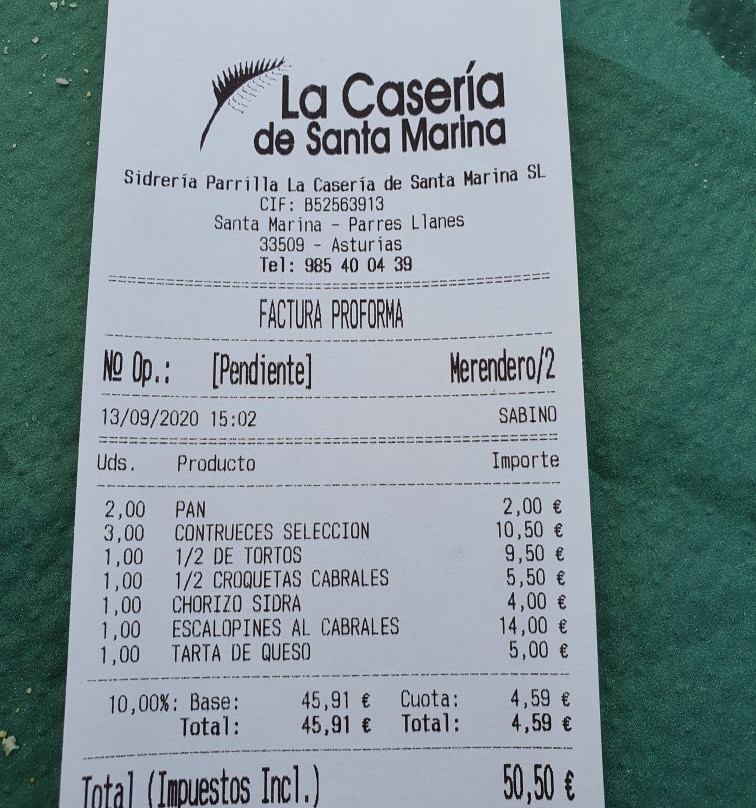 La Casería
de Santa Marina
Sidrería Parrilla La Casería de Santa Marina SL
CIF: B52563913
Santa Marina - Parres Llanes
33509 - Asturias
Tel: 985 40 04 39
FACTURA PROFORMA
Nº Op.: [Pendiente] Merendero/2
13/09/2020 15:02 SABINO
Uds. Producto Importe
2,00 PAN 2,00 €
3,00 CONTRUECES SELECCION 10,50 €
1,00 1/2 DE TORTOS 9,50 €
1,00 1/2 CROQUETAS CABRALES 5,50 €
1,00 CHORIZO SIDRA 4,00 €
1,00 ESCALOPINES AL CABRALES 14,00 €
1,00 TARTA DE QUESO 5,00 €
10,00%: Base: 45,91 € Cuota: 4,59 €
Total: 45,91 € Total: 4,59 €
Total (Impuestos Incl.) 50,50 €